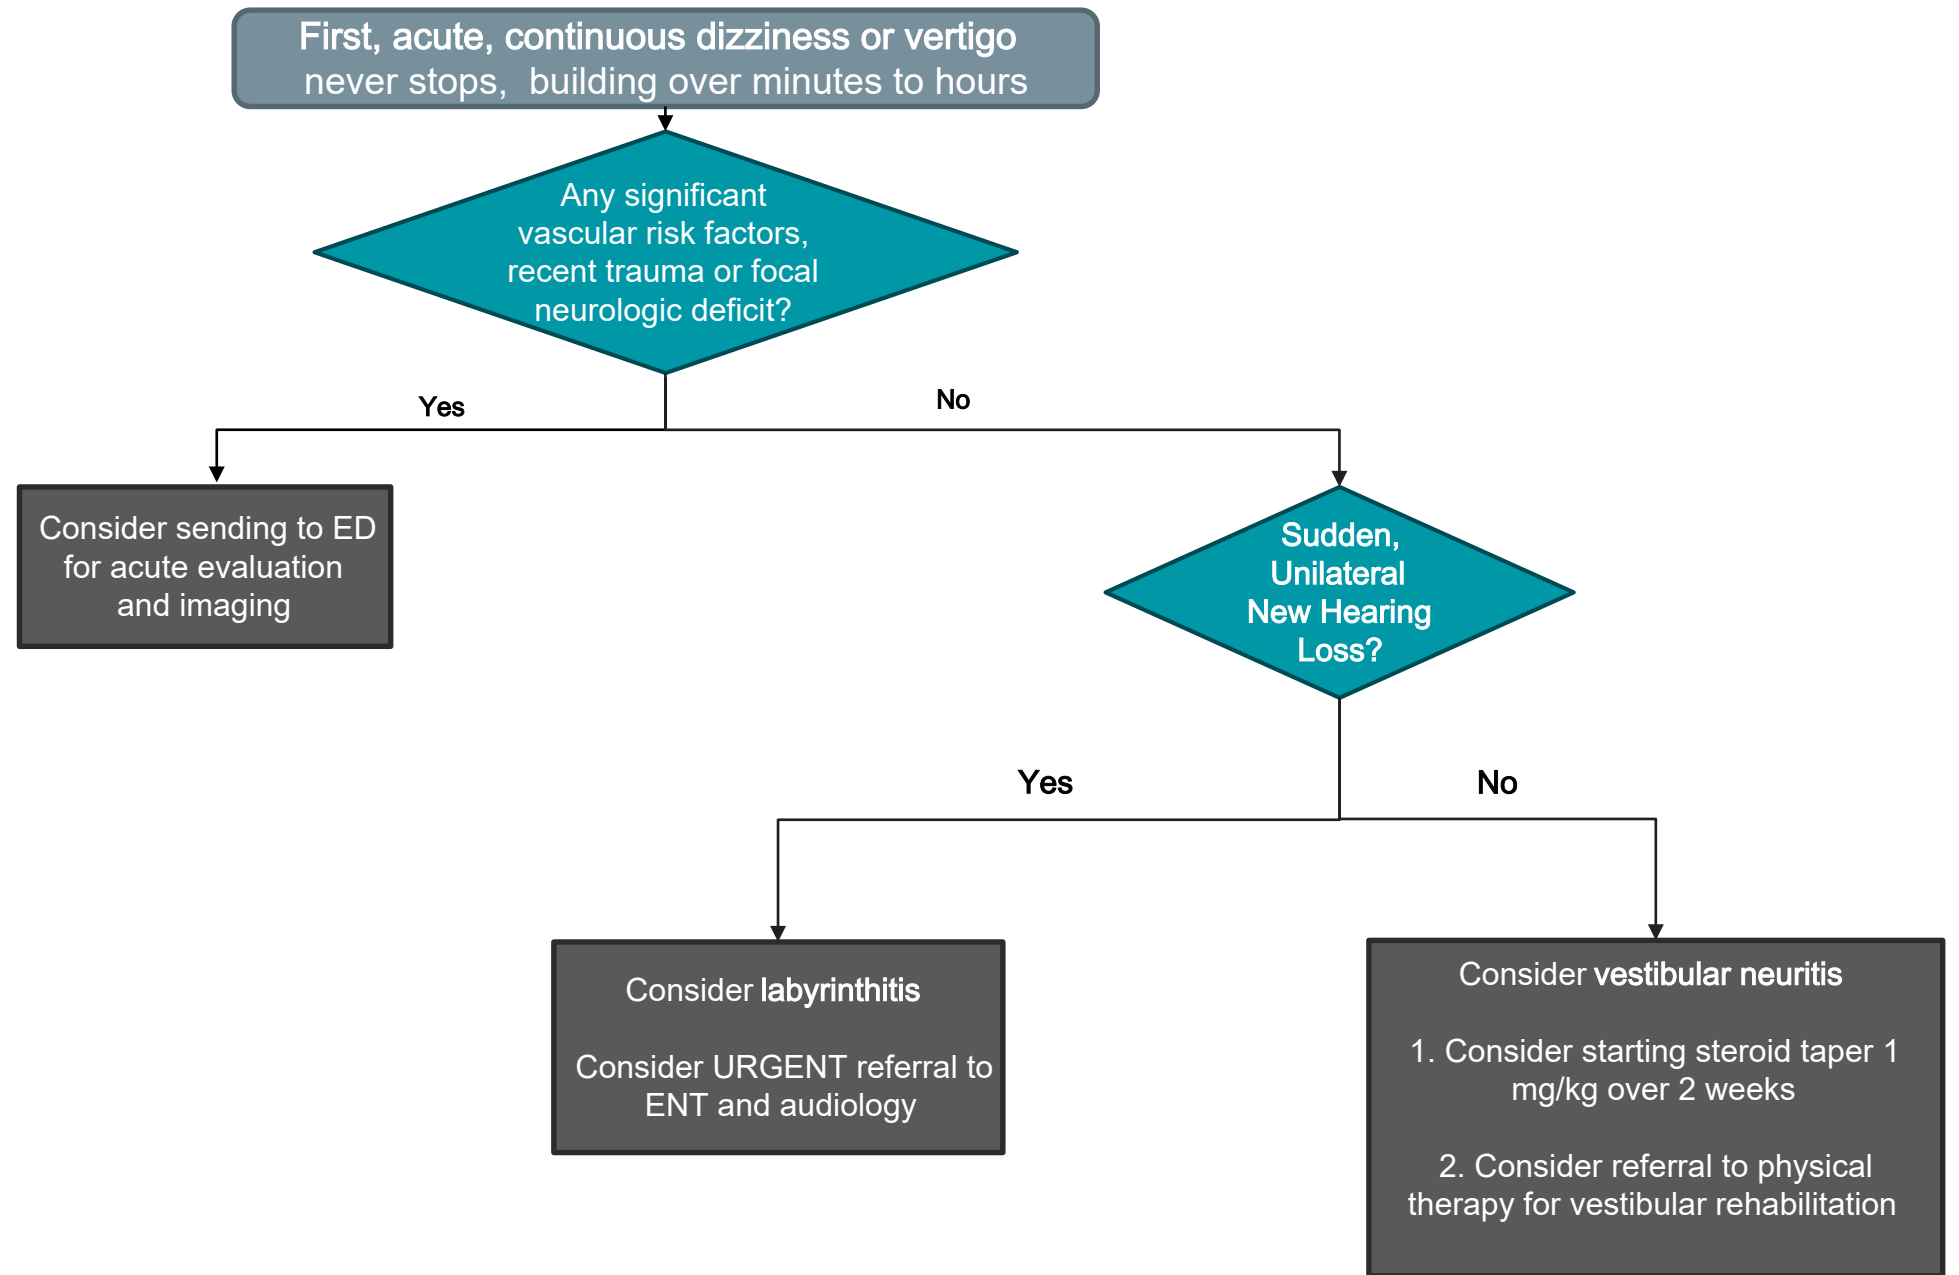 First, acute, continuous dizziness or vertigo
never stops, building over minutes to hours
Any significant
vascular risk factors,
recent trauma or focal
neurologic deficit?
Yes
No
Consider sending to ED
for acute evaluation
and imaging
Sudden,
Unilateral
New Hearing
Loss?
Yes
No
Consider labyrinthitis
Consider URGENT referral to
ENT and audiology
Consider vestibular neuritis
1. Consider starting steroid taper 1
mg/kg over 2 weeks
2. Consider referral to physical
therapy for vestibular rehabilitation